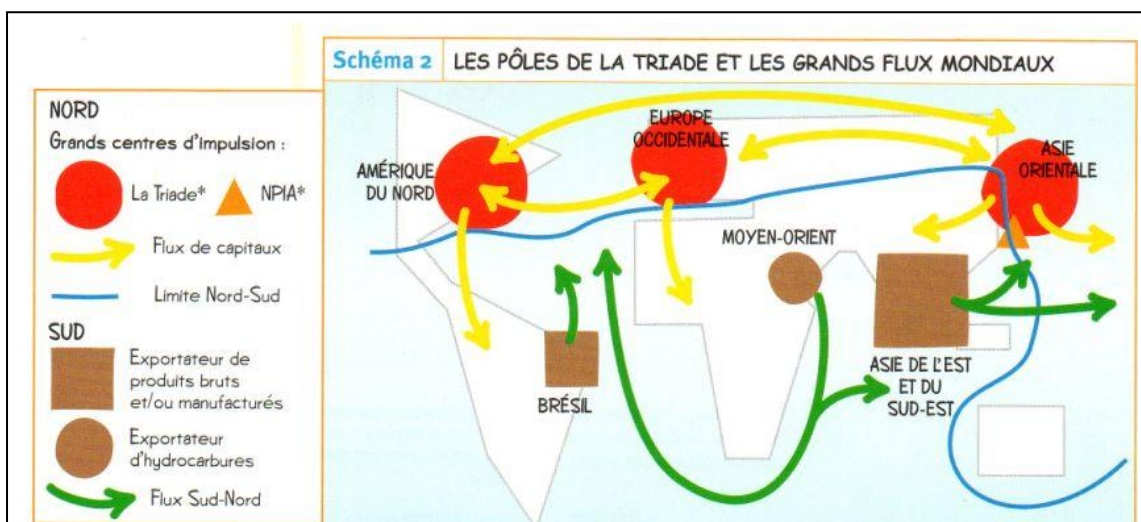 Schéma 2 LES PÔLES DE LA TRIADE ET LES GRANDS FLUX MONDIAUX
NORD
Grands centres d'impulsion :
La Triade* NPIA*
Flux de capitaux
Limite Nord-Sud
SUD
Exportateur de
produits bruts
et/ou manufacturés
Exportateur
d'hydrocarbures
Flux Sud-Nord
AMÉRIQUE
DU NORD
EUROPE
OCCIDENTALE
ASIE
ORIENTALE
MOYEN-ORIENT
BRÉSIL
ASIE DE L'EST
ET DU
SUD-EST